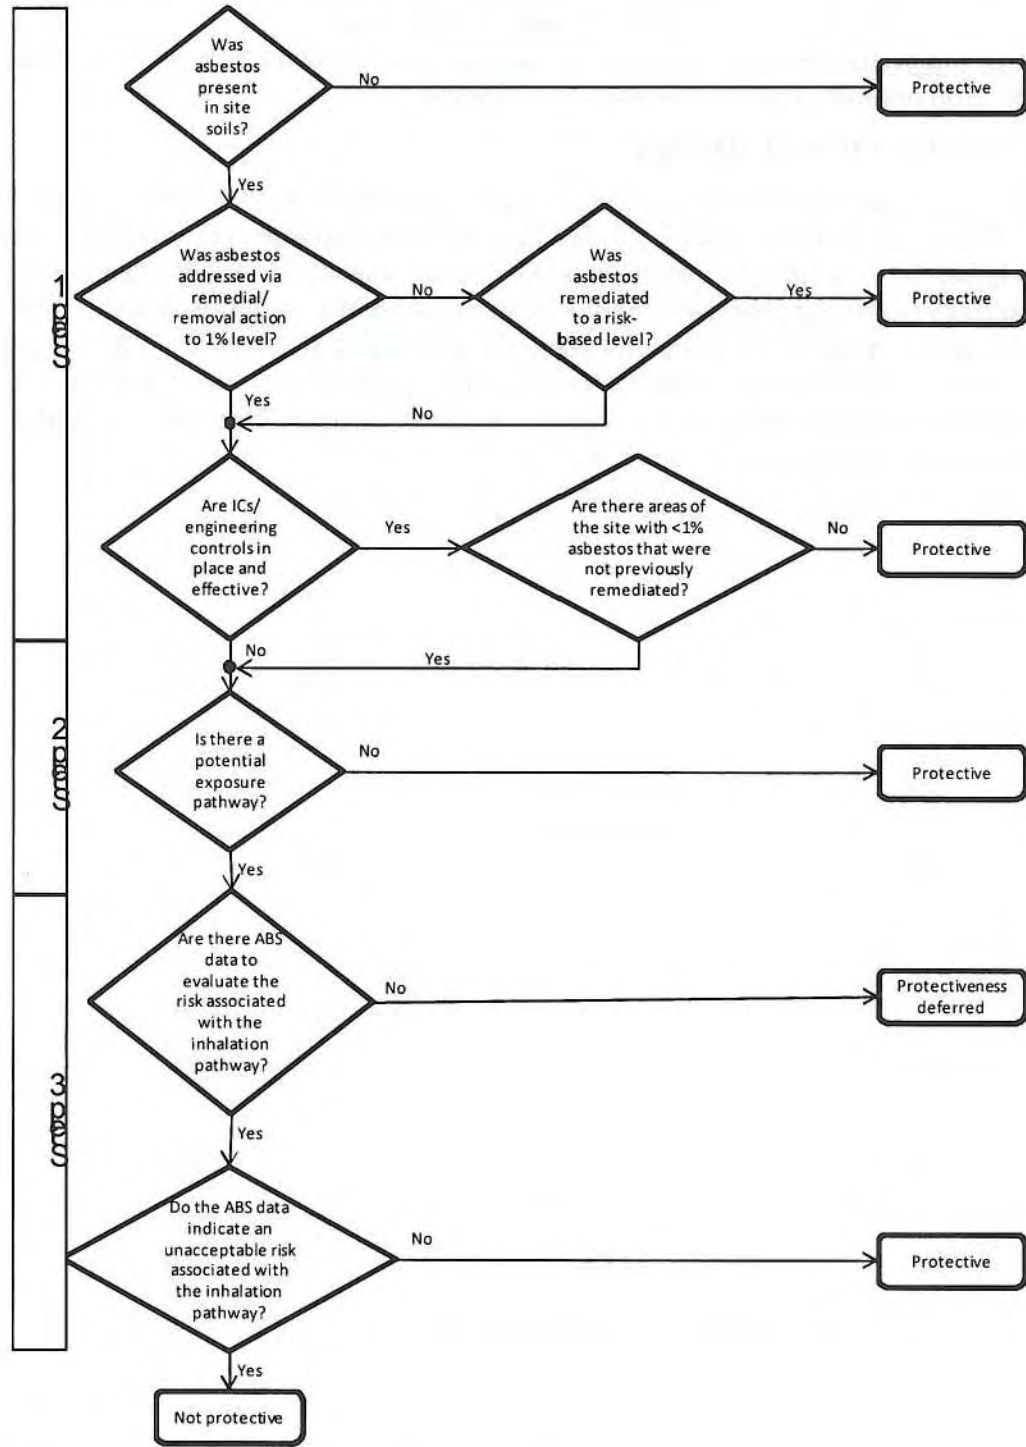 Was
asbestos
present
in site
soils?
No
Protective
Yes
Was asbestos
addressed via
remedial/
removal action
to 1% level?
No
Was
asbestos
remediated
to a risk-
based level?
Yes
Protective
Yes
No
Are ICs/
engineering
controls in
place and
effective?
Yes
Are there areas of
the site with <1%
asbestos that were
not previously
remediated?
No
Protective
No
Yes
Is there a
potential
exposure
pathway?
No
Protective
Yes
Are there ABS
data to
evaluate the
risk associated
with the
inhalation
pathway?
No
Protectiveness
deferred
Yes
Do the ABS data
indicate an
unacceptable risk
associated with
the inhalation
pathway?
No
Protective
Yes
Not protective
1
2
3